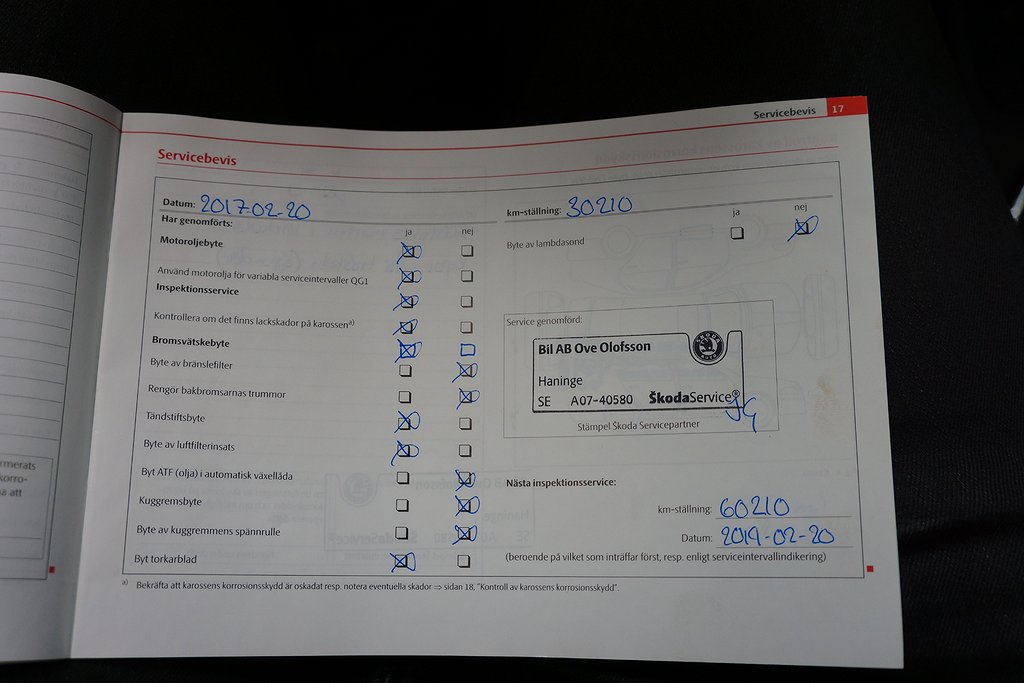 Servicebevis 17
Servicebevis
Datum: 2017-02-20
Har genomförts:
ja nej
Motoroljebyte
Använd motorolja för variabla serviceintervaller QG1
Inspektionsservice
Kontrollera om det finns lackskador på karossen a)
Bromsvätskebyte
Byte av bränslefilter
Rengör bakbromsarnas trummor
Tändstiftsbyte
Byte av luftfilterinsats
Byt ATF (olja) i automatisk växellåda
Kuggremsbyte
Byte av kuggremmens spännrulle
Byt torkarblad
km-ställning: 30210
ja nej
Byte av lambdasond
Service genomförd:
Bil AB Ove Olofsson
Haninge
SE A07-40580 ŠkodaService®
Stämpel Škoda Servicepartner
Nästa inspektionsservice:
km-ställning: 60210
Datum: 2019-02-20
(beroende på vilket som inträffar först, resp. enligt serviceintervallindikering)
a) Bekräfta att karossens korrosionsskydd är oskadat resp. notera eventuella skador ⇒ sidan 18, "Kontroll av karossens korrosionsskydd".